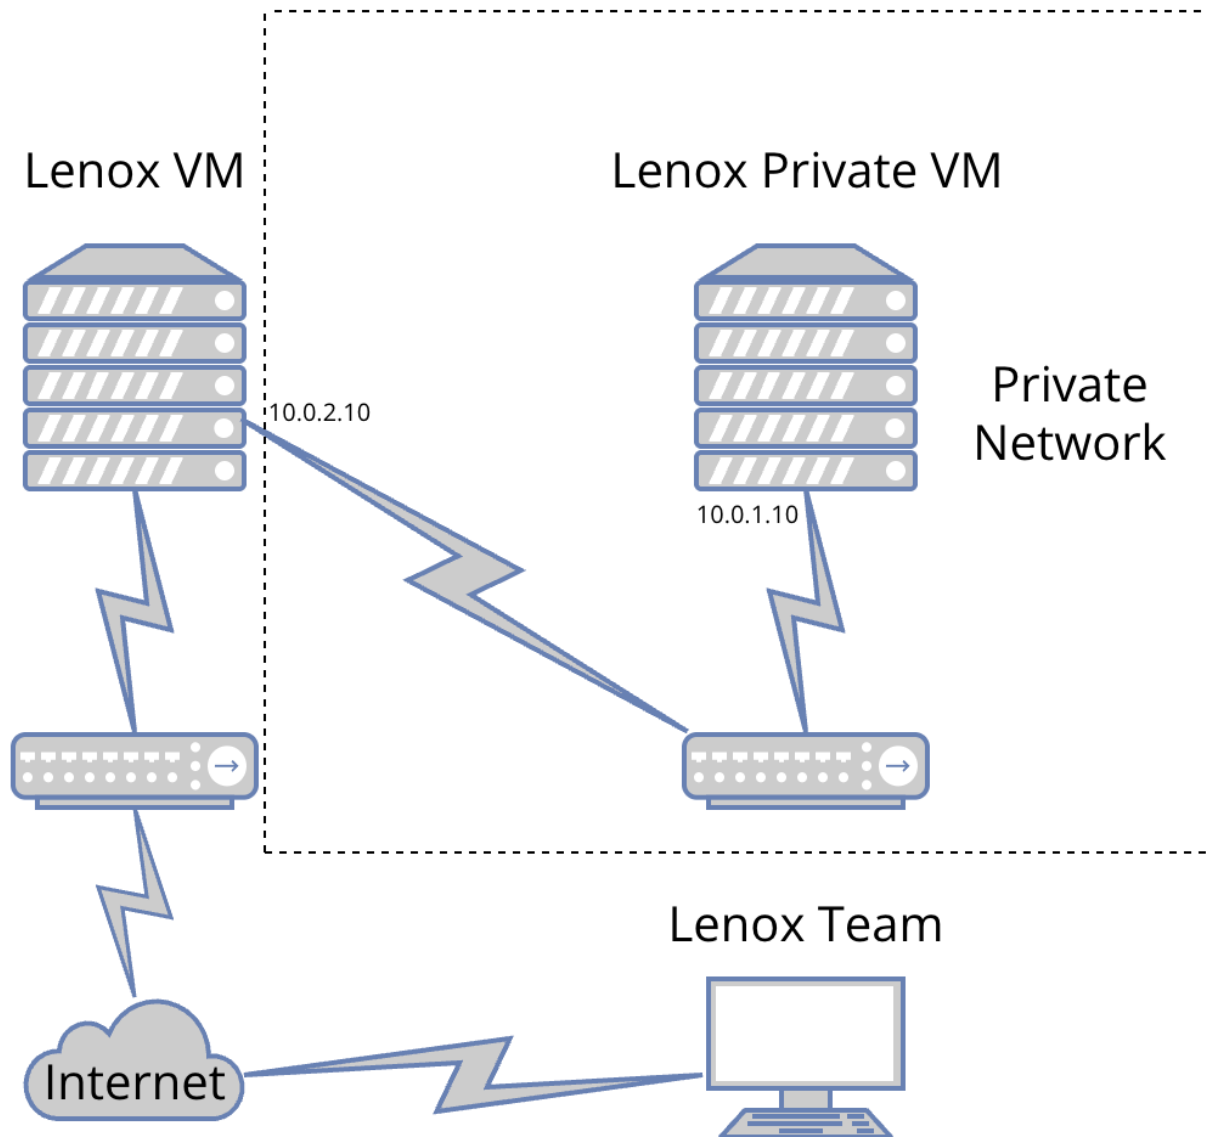 Lenox VM
Lenox Private VM
Private
Network
10.0.2.10
10.0.1.10
Lenox Team
Internet